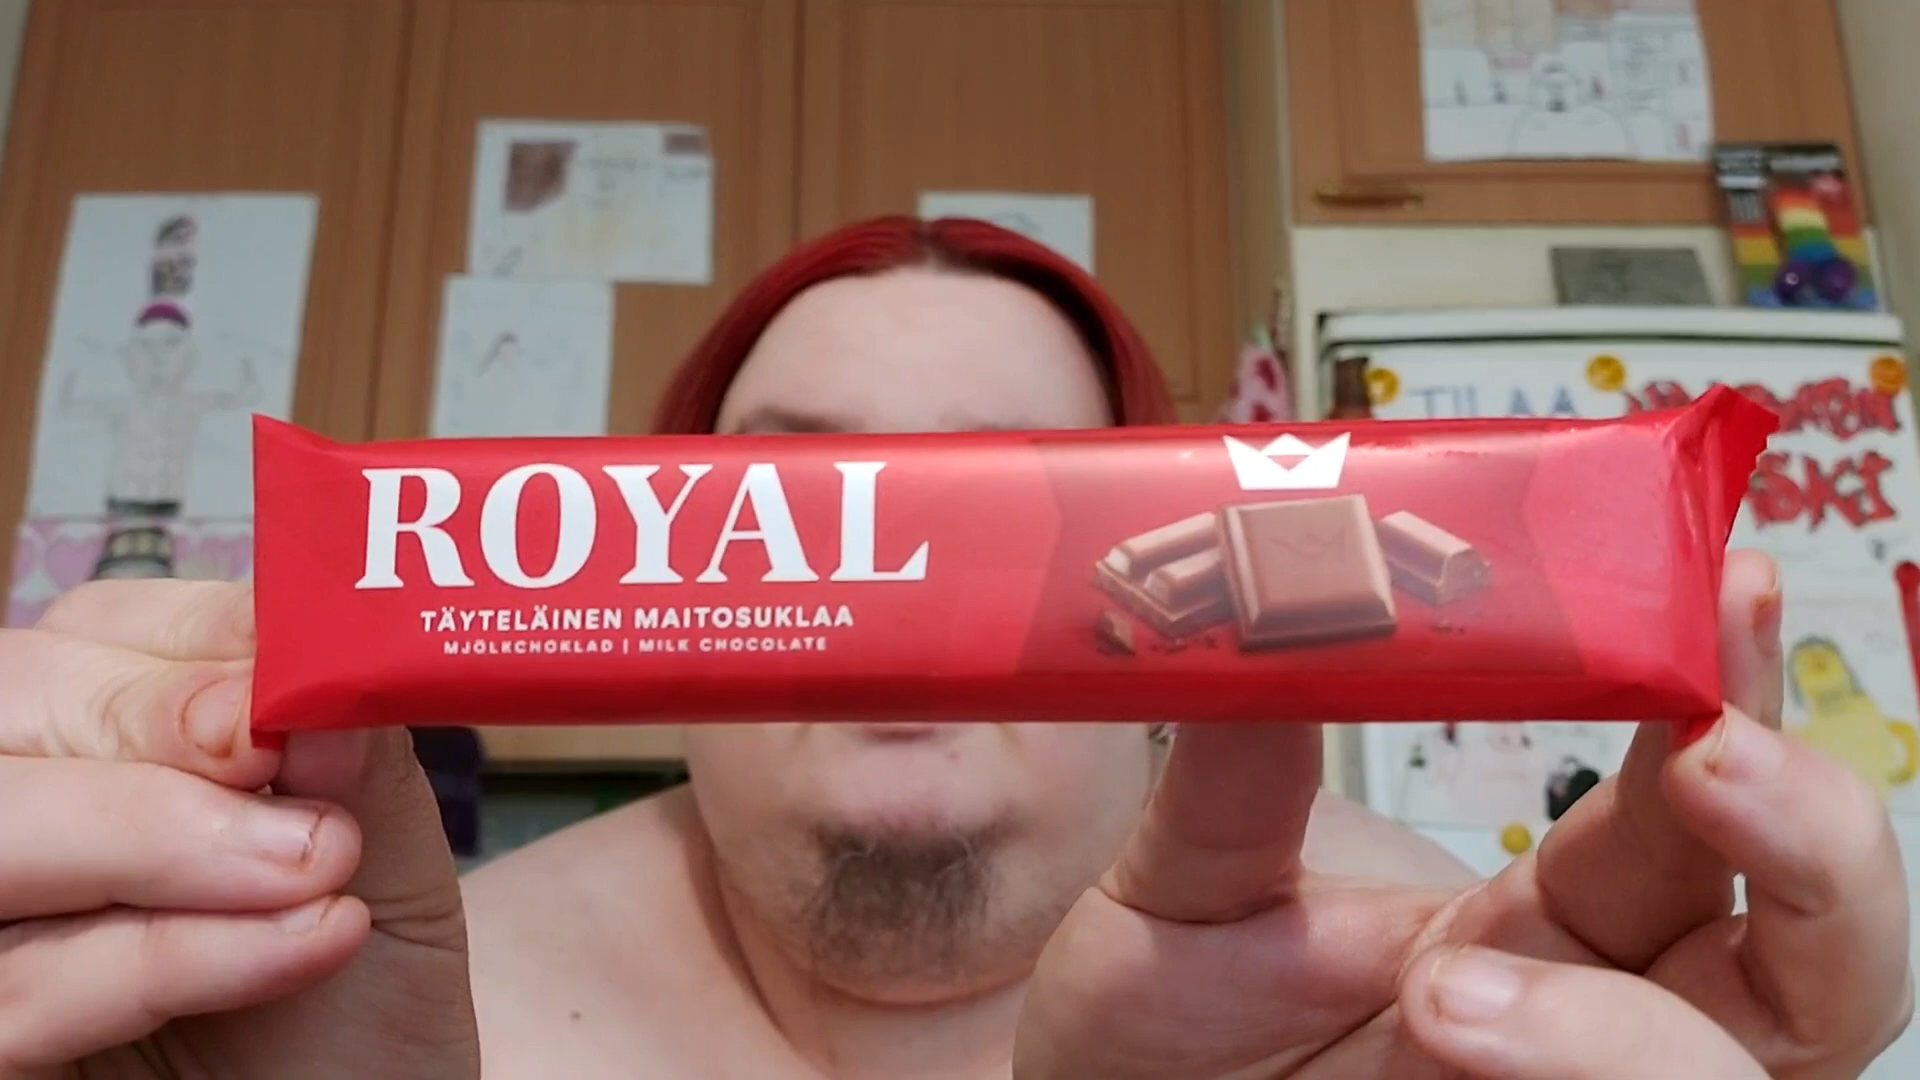 ROYAL
TÄYTELÄINEN MAITOSUKLAA
MJÖLKCHOKLAD | MILK CHOCOLATE
TILAA